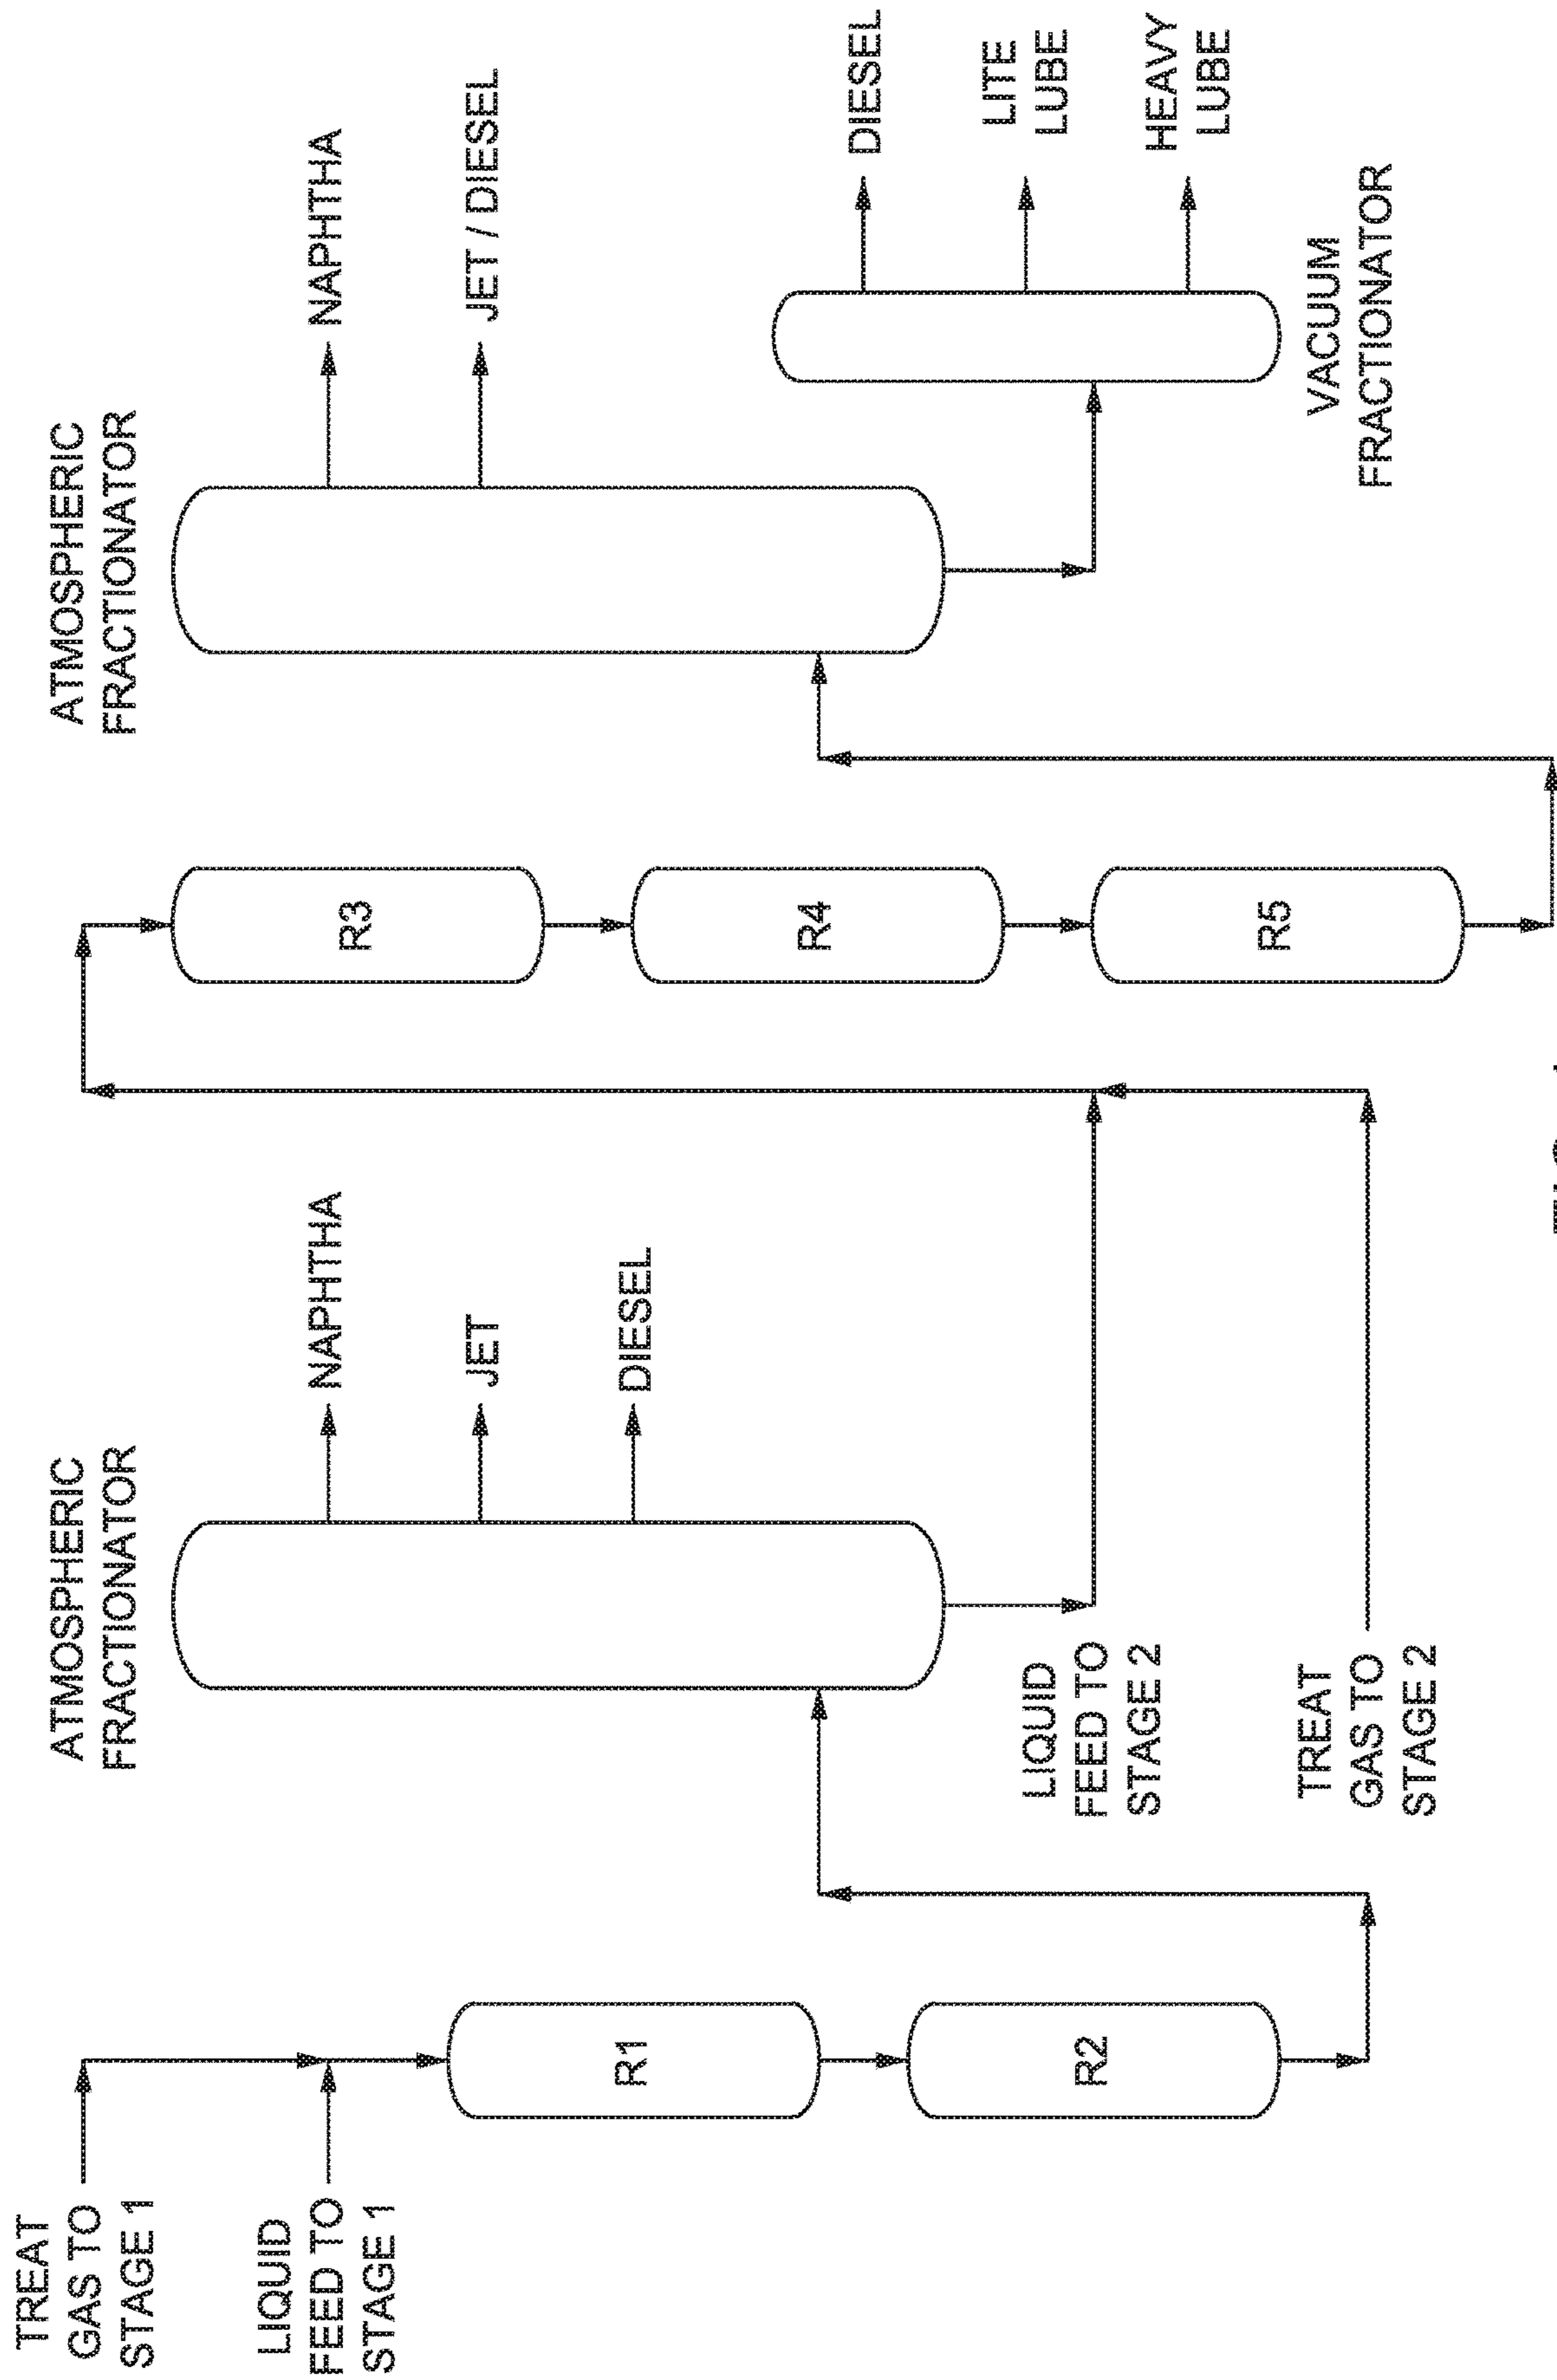 TREAT
GAS TO
STAGE 1
LIQUID
FEED TO
STAGE 1
R1
R2
ATMOSPHERIC
FRACTIONATOR
NAPHTHA
JET
DIESEL
LIQUID
FEED TO
STAGE 2
TREAT
GAS TO
STAGE 2
R3
R4
R5
ATMOSPHERIC
FRACTIONATOR
NAPHTHA
JET / DIESEL
DIESEL
LITE
LUBE
HEAVY
LUBE
VACUUM
FRACTIONATOR